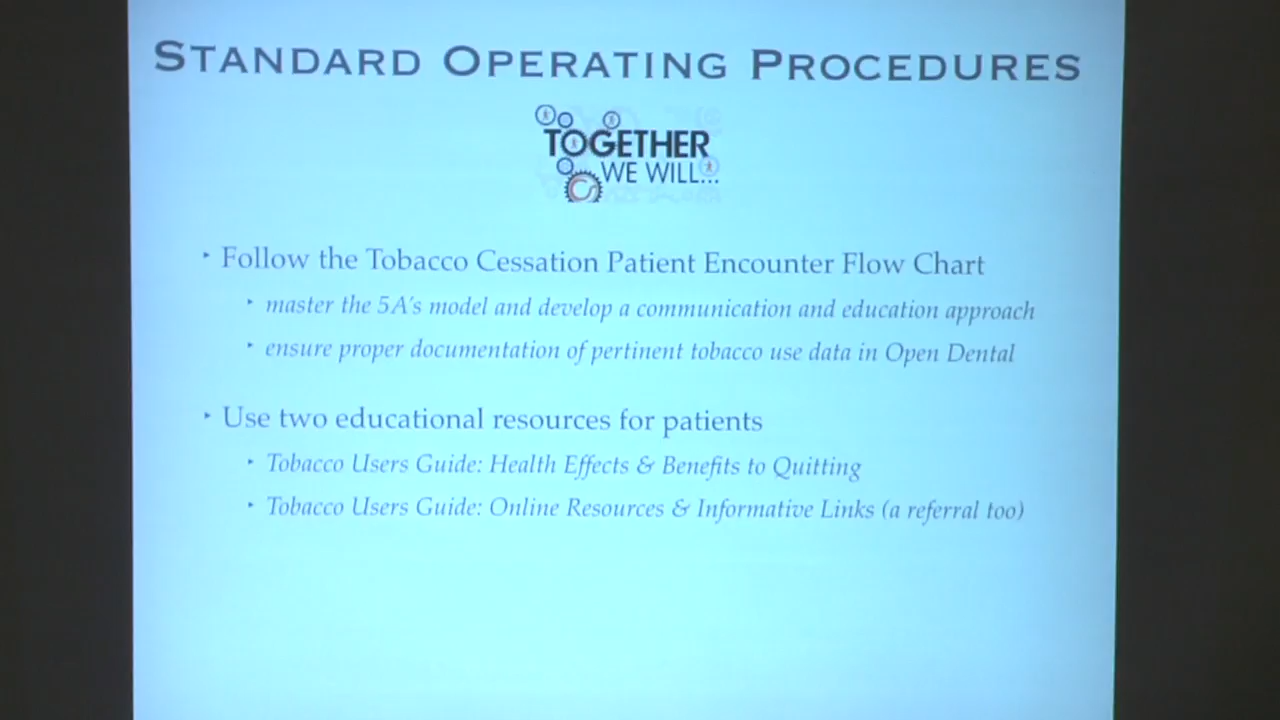 STANDARD OPERATING PROCEDURES
TOGETHER
WE WILL...
‣ Follow the Tobacco Cessation Patient Encounter Flow Chart
‣ master the 5A's model and develop a communication and education approach
‣ ensure proper documentation of pertinent tobacco use data in Open Dental
‣ Use two educational resources for patients
‣ Tobacco Users Guide: Health Effects & Benefits to Quitting
‣ Tobacco Users Guide: Online Resources & Informative Links (a referral too)